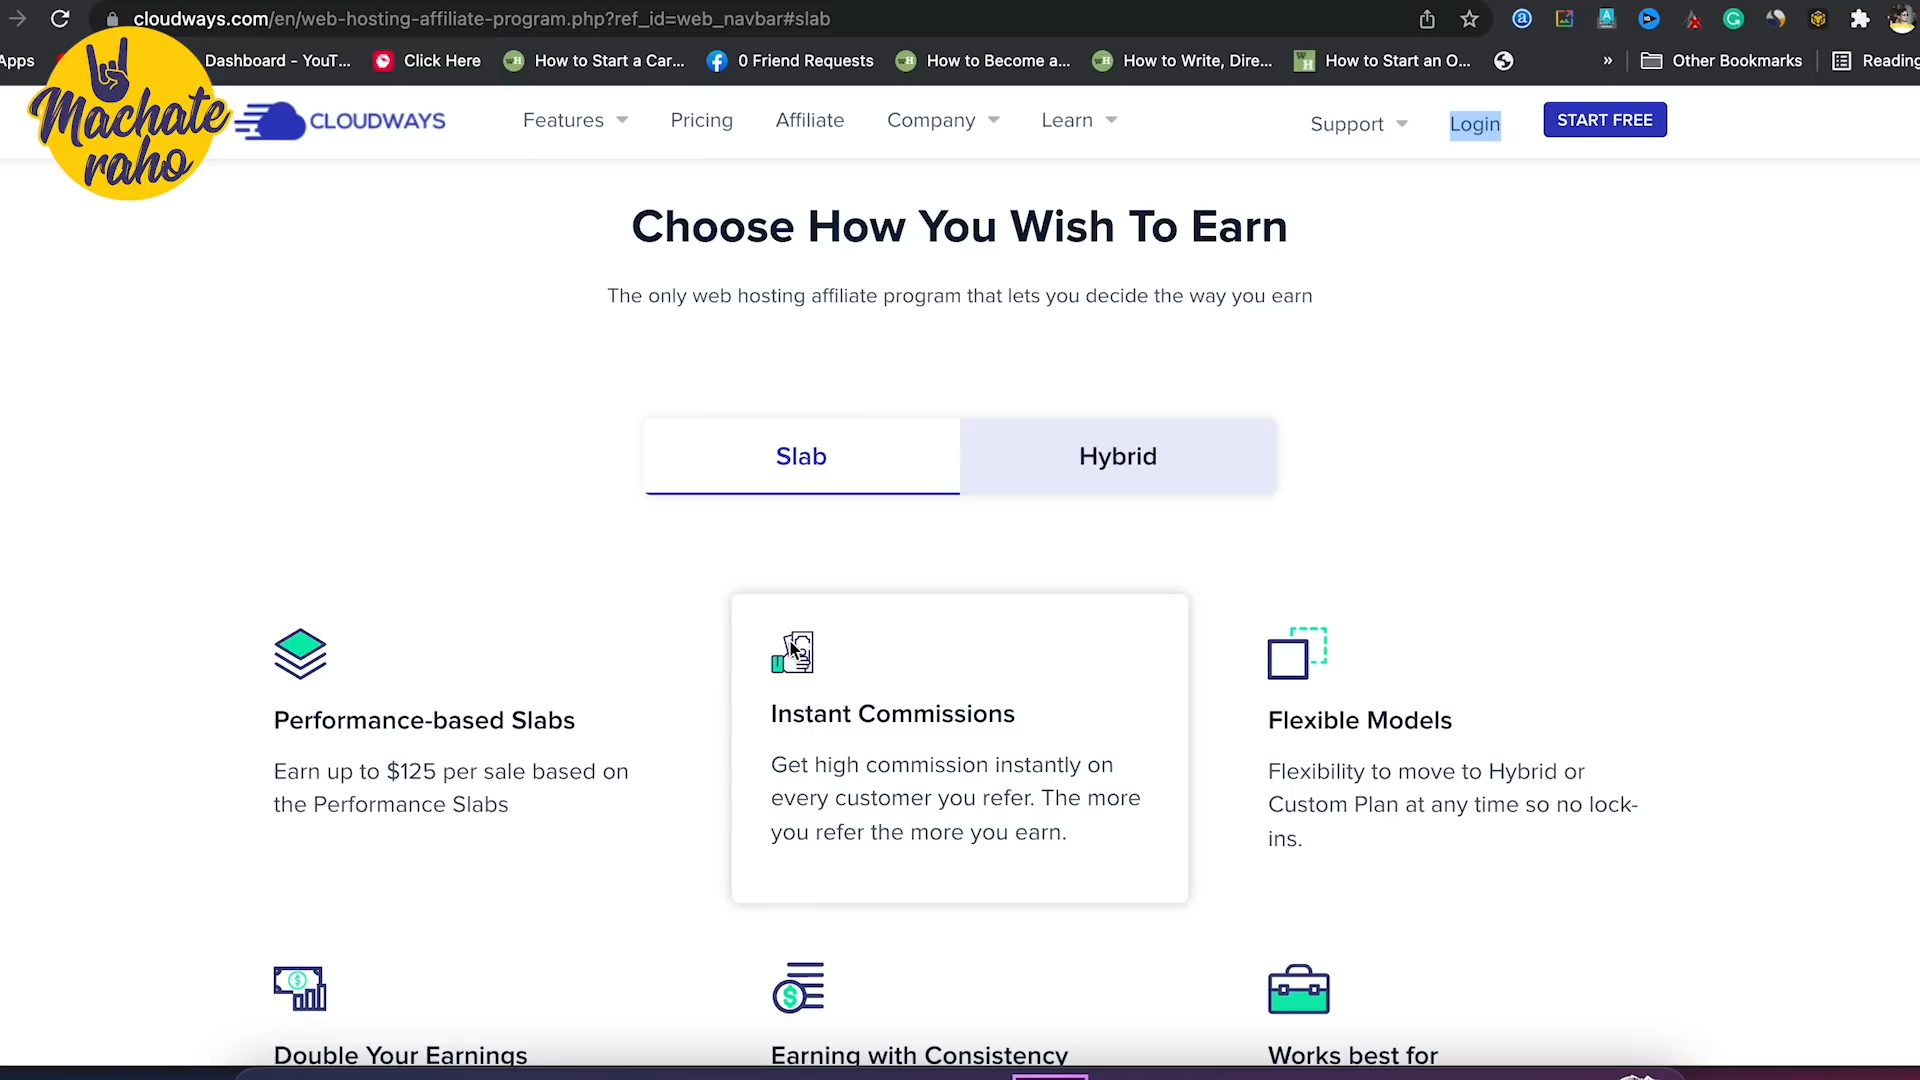 cloudways.com/en/web-hosting-affiliate-program.php?ref_id=web_navbar#slab
Apps
Dashboard - YouT...
Click Here
How to Start a Car...
0 Friend Requests
How to Become a...
How to Write, Dire...
How to Start an O...
»
Other Bookmarks
Reading
Machate
raho
CLOUDWAYS
Features
Pricing
Affiliate
Company
Learn
Support
Login
START FREE
Choose How You Wish To Earn
The only web hosting affiliate program that lets you decide the way you earn
Slab
Hybrid
Performance-based Slabs
Earn up to $125 per sale based on
the Performance Slabs
Instant Commissions
Get high commission instantly on
every customer you refer. The more
you refer the more you earn.
Flexible Models
Flexibility to move to Hybrid or
Custom Plan at any time so no lock-
ins.
Double Your Earnings
Earning with Consistency
Works best for